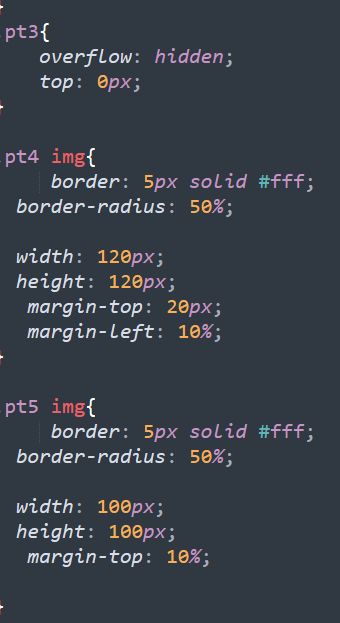 }
.pt3{
overflow: hidden;
top: 0px;
}
.pt4 img{
border: 5px solid #fff;
border-radius: 50%;
width: 120px;
height: 120px;
margin-top: 20px;
margin-left: 10%;
}
.pt5 img{
border: 5px solid #fff;
border-radius: 50%;
width: 100px;
height: 100px;
margin-top: 10%;
}